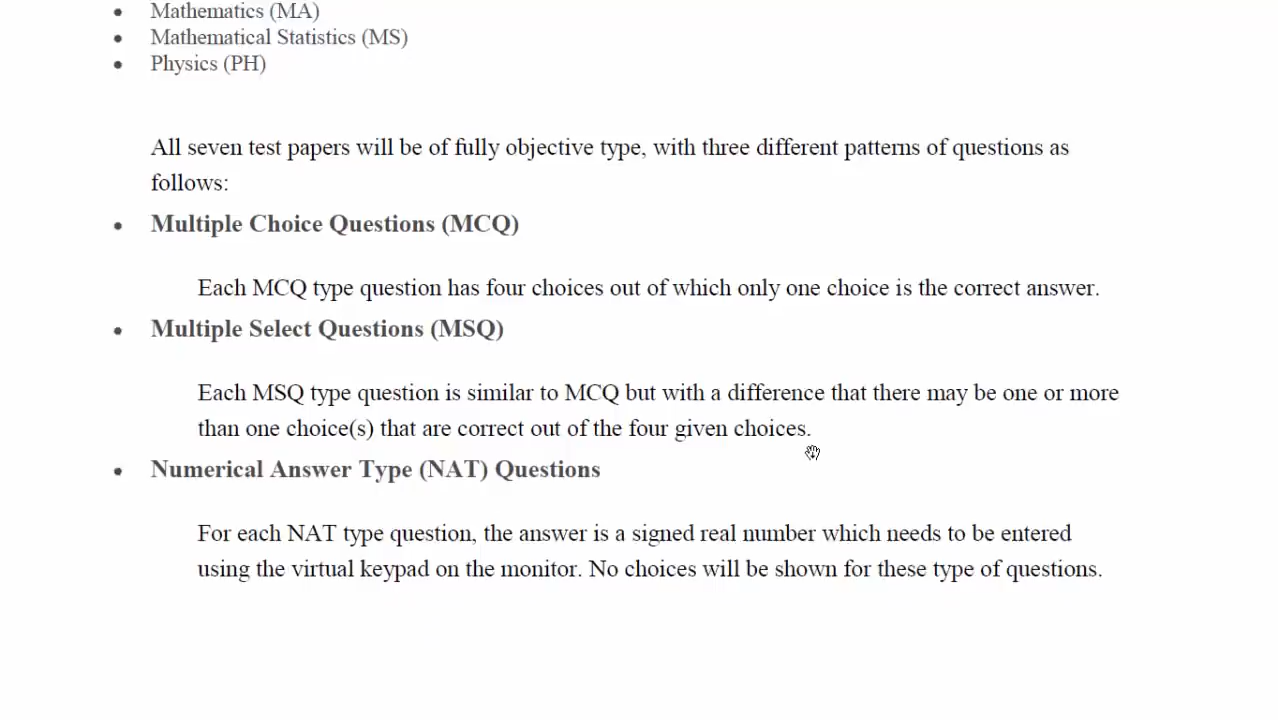 • Mathematics (MA)
• Mathematical Statistics (MS)
• Physics (PH)
All seven test papers will be of fully objective type, with three different patterns of questions as
follows:
• Multiple Choice Questions (MCQ)
Each MCQ type question has four choices out of which only one choice is the correct answer.
• Multiple Select Questions (MSQ)
Each MSQ type question is similar to MCQ but with a difference that there may be one or more
than one choice(s) that are correct out of the four given choices.
• Numerical Answer Type (NAT) Questions
For each NAT type question, the answer is a signed real number which needs to be entered
using the virtual keypad on the monitor. No choices will be shown for these type of questions.